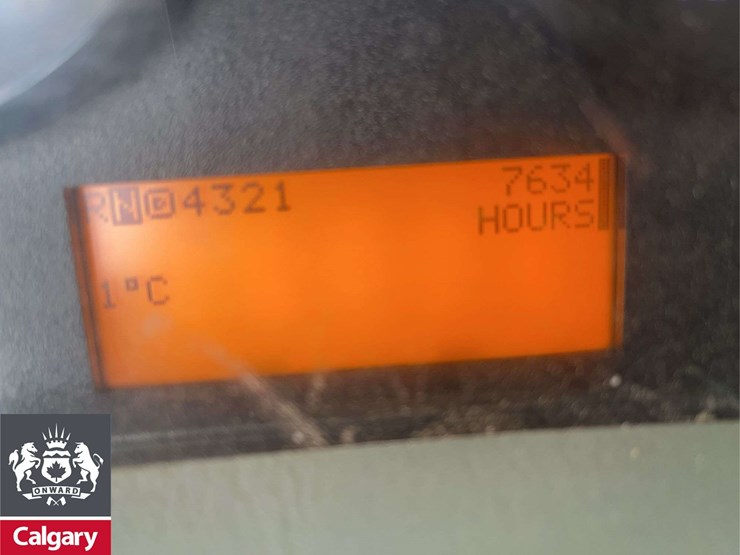 7634
RND4321
HOURS
1°C
ONWARD
Calgary